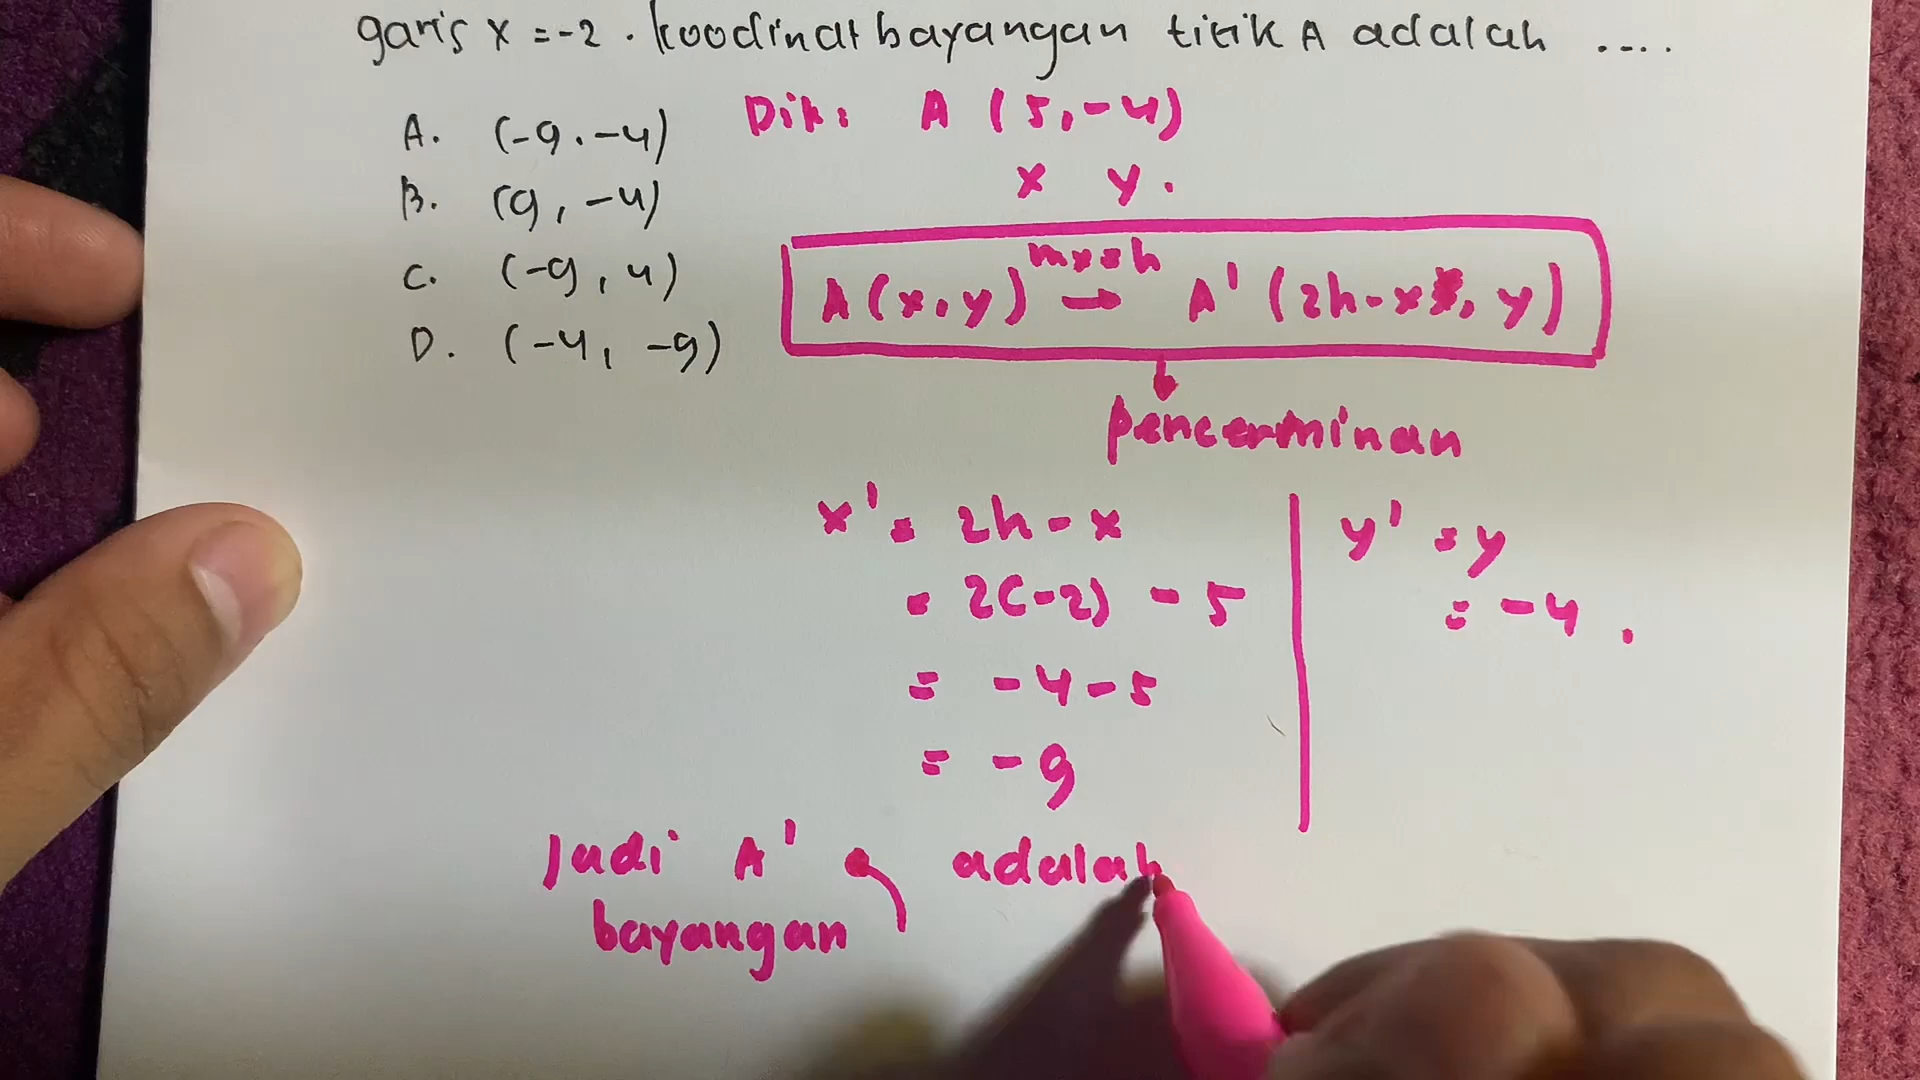 garis x = -2 . koodinat bayangan titik A adalah ....
A. (-9. -4)
B. (9, -4)
C. (-9, 4)
D. (-4, -9)
Dik: A (5, -4)
x y.
mx=h
A (x, y) → A' (2h - x, y)
pencerminan
x' = 2h - x
= 2(-2) - 5
= -4 - 5
= -9
y' = y
= -4 .
Jadi A' adalah
bayangan